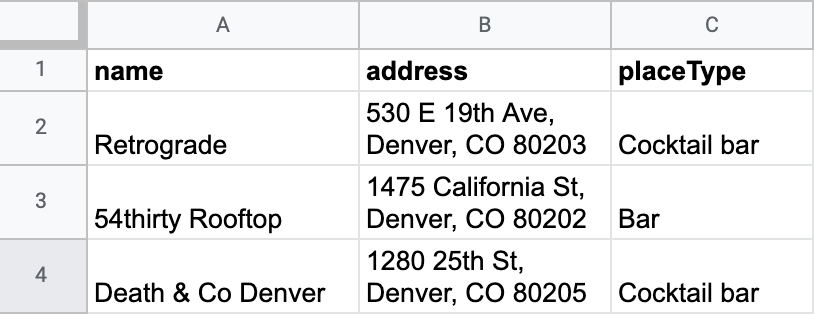 A B C
1 name address placeType
2 Retrograde 530 E 19th Ave,
Denver, CO 80203 Cocktail bar
3 54thirty Rooftop 1475 California St,
Denver, CO 80202 Bar
4 Death & Co Denver 1280 25th St,
Denver, CO 80205 Cocktail bar